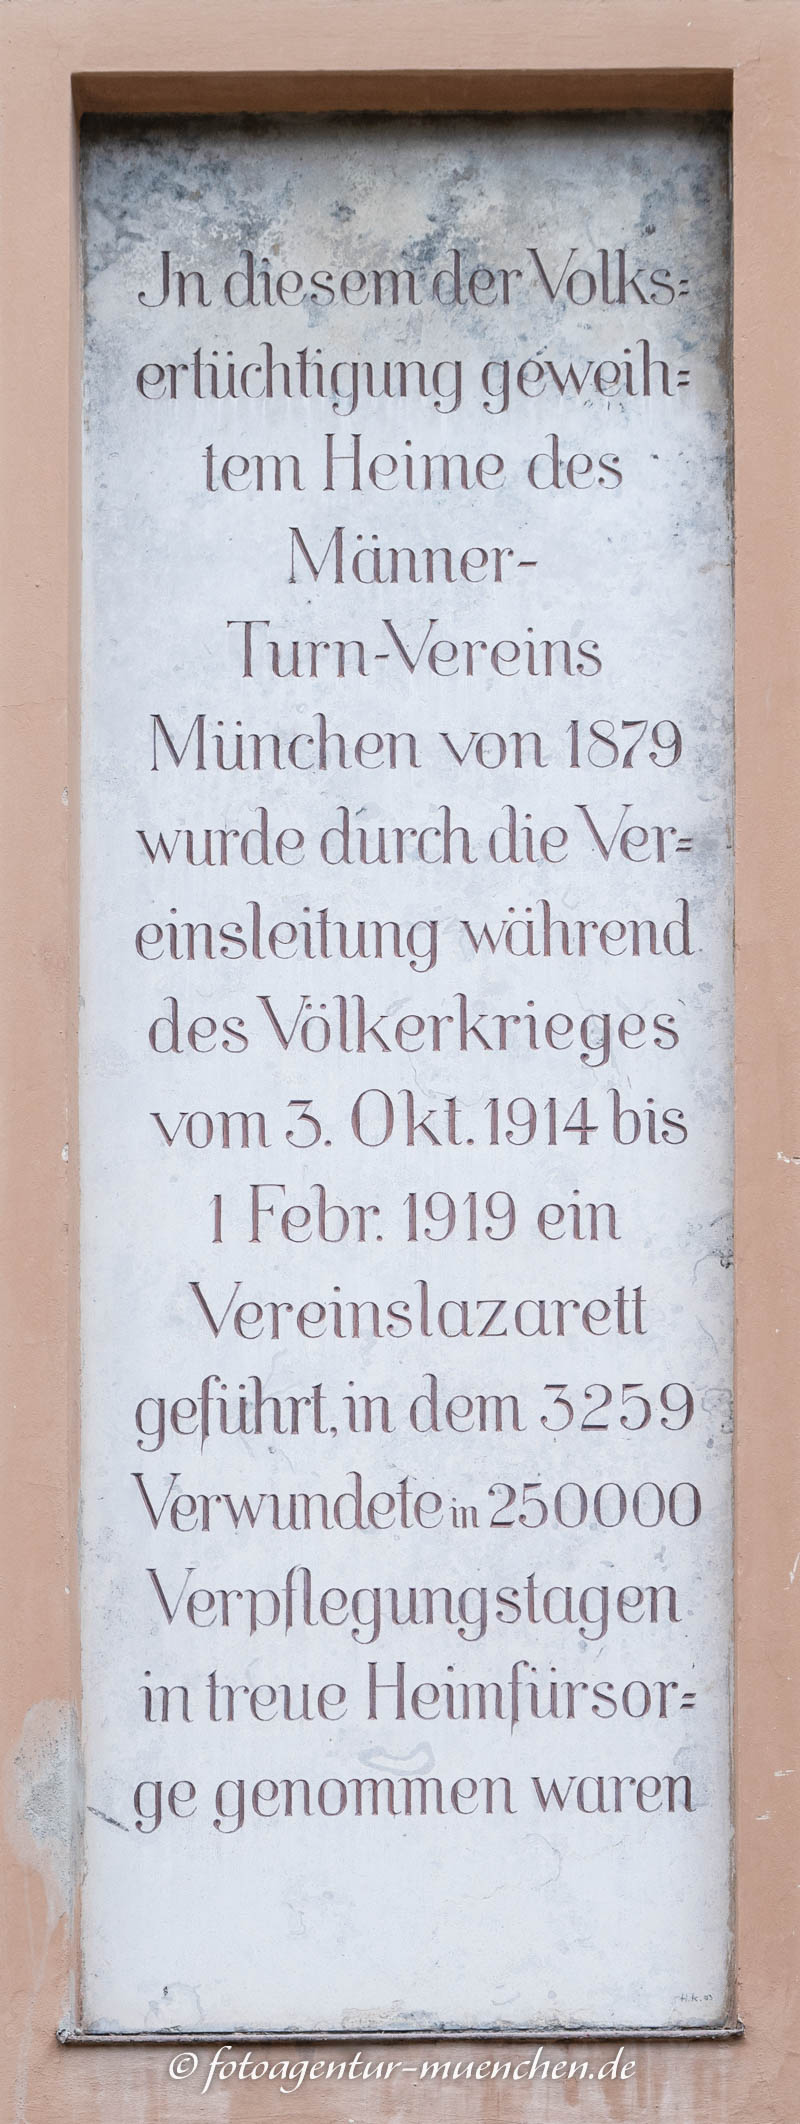 Jn diesem der Volks=
ertüchtigung geweih=
tem Heime des
Männer-
Turn-Vereins
München von 1879
wurde durch die Ver=
einsleitung während
des Völkerkrieges
vom 3. Okt. 1914 bis
1 Febr. 1919 ein
Vereinslazarett
geführt, in dem 3259
Verwundete in 250000
Verpflegungstagen
in treue Heimfürsor=
ge genommen waren
© fotoagentur-muenchen.de